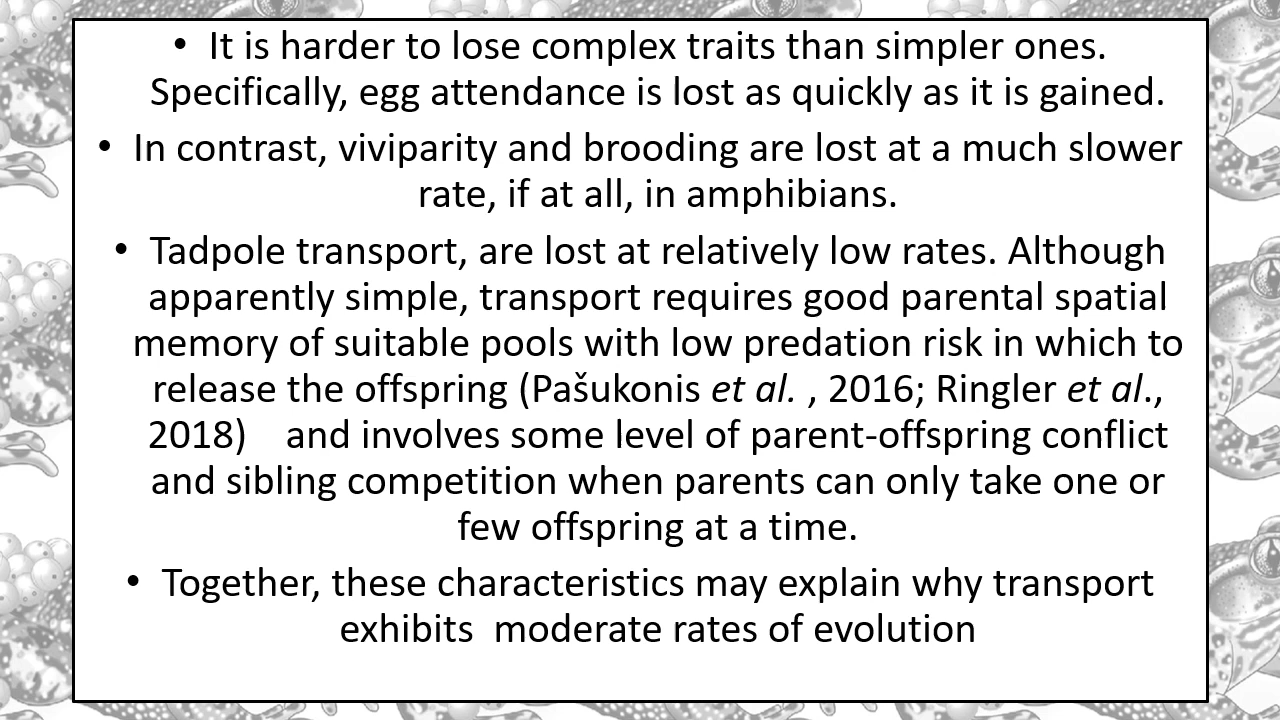 • It is harder to lose complex traits than simpler ones.
Specifically, egg attendance is lost as quickly as it is gained.
• In contrast, viviparity and brooding are lost at a much slower
rate, if at all, in amphibians.
• Tadpole transport, are lost at relatively low rates. Although
apparently simple, transport requires good parental spatial
memory of suitable pools with low predation risk in which to
release the offspring (Pašukonis et al. , 2016; Ringler et al.,
2018)    and involves some level of parent-offspring conflict
and sibling competition when parents can only take one or
few offspring at a time.
• Together, these characteristics may explain why transport
exhibits  moderate rates of evolution